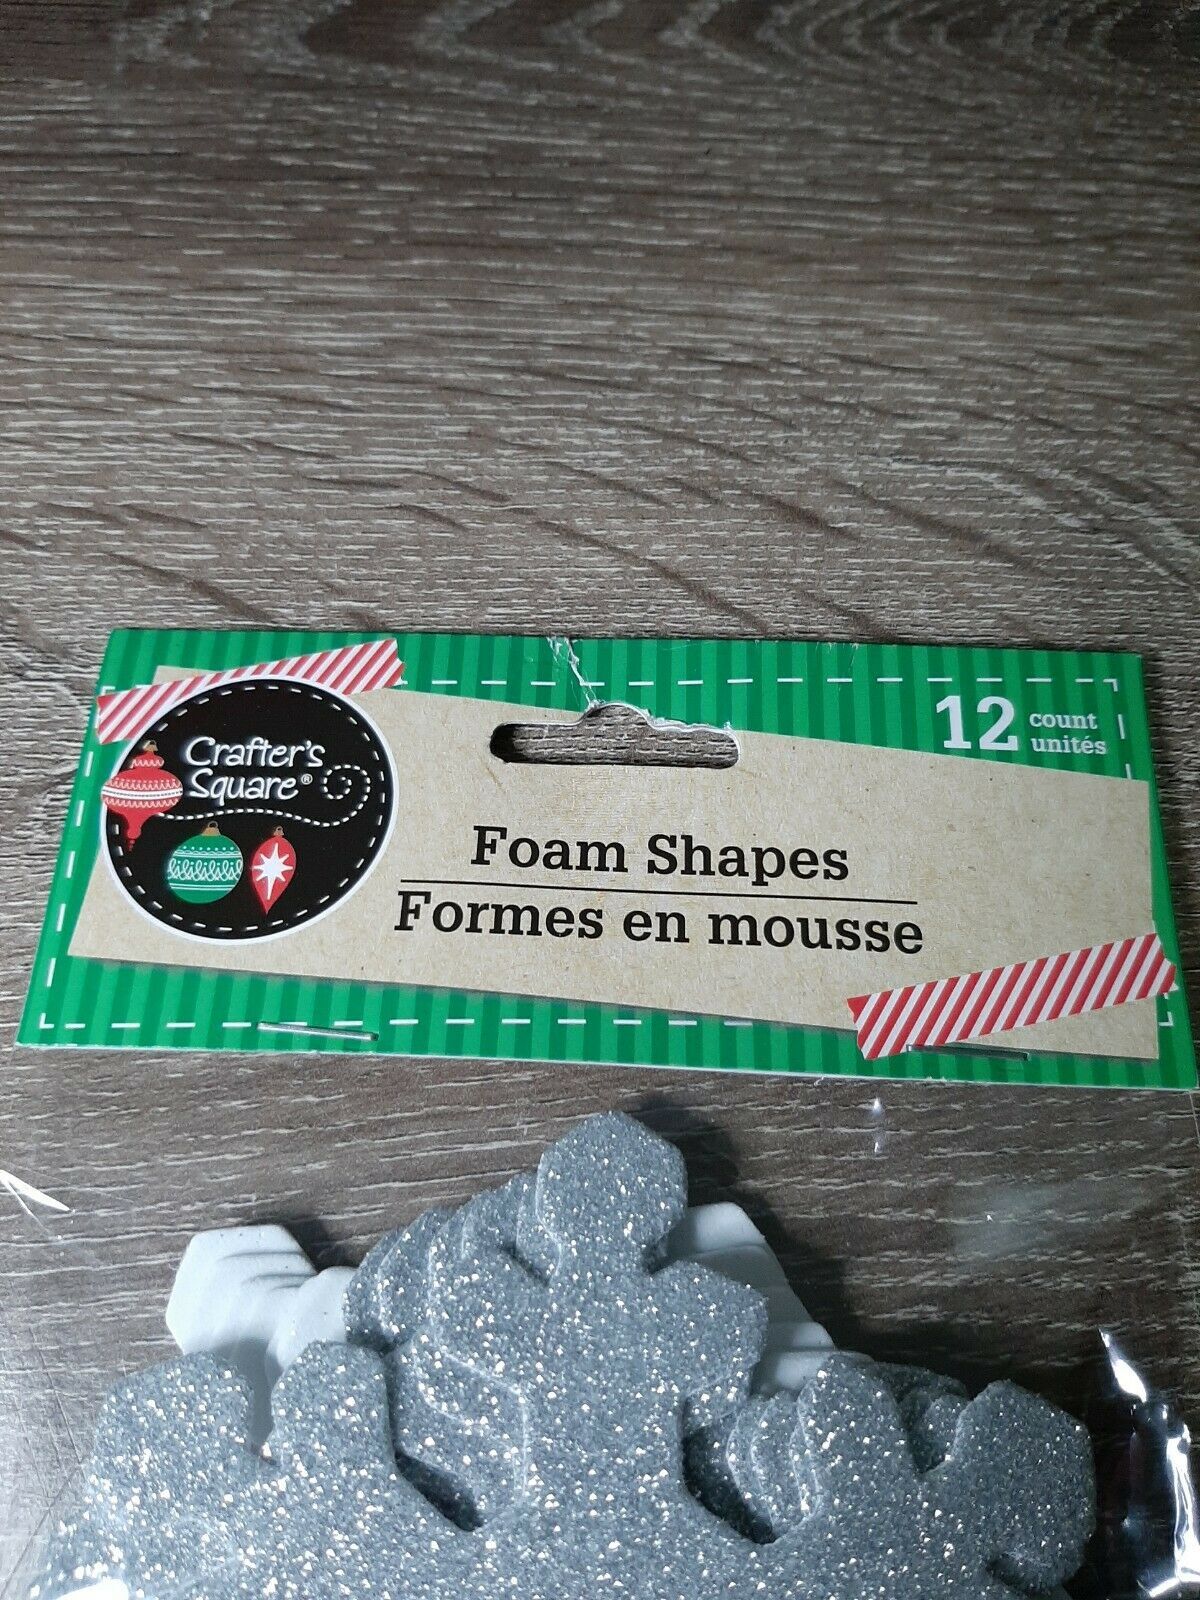 Crafter's
Square®
12 count
unités
Foam Shapes
Formes en mousse